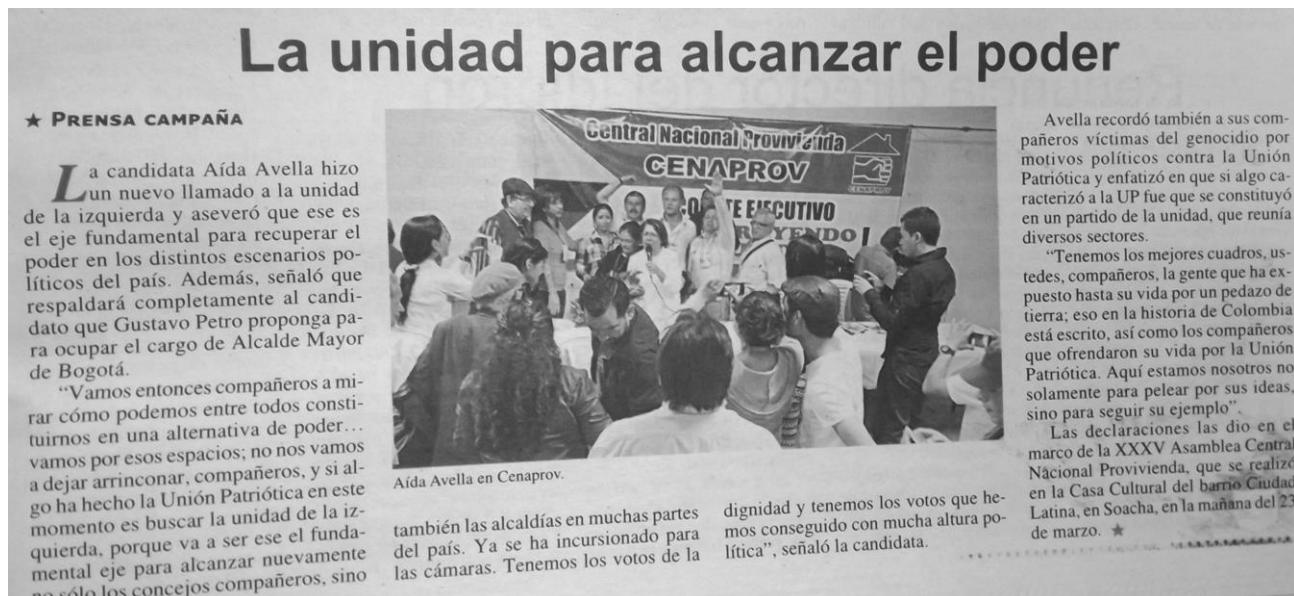 La unidad para alcanzar el poder
★ PRENSA CAMPAÑA
La candidata Aída Avella hizo
un nuevo llamado a la unidad
de la izquierda y aseveró que ese es
el eje fundamental para recuperar el
poder en los distintos escenarios po-
líticos del país. Además, señaló que
respaldará completamente al candi-
dato que Gustavo Petro proponga pa-
ra ocupar el cargo de Alcalde Mayor
de Bogotá.
“Vamos entonces compañeros a mi-
rar cómo podemos entre todos consti-
tuirnos en una alternativa de poder…
vamos por esos espacios; no nos vamos
a dejar arrinconar, compañeros, y si al-
go ha hecho la Unión Patriótica en este
momento es buscar la unidad de la iz-
quierda, porque va a ser ese el funda-
mental eje para alcanzar nuevamente
no sólo los concejos compañeros, sino
Central Nacional Provivienda
CENAPROV
CENAPROV
EJECUTIVO
YENDO
Aída Avella en Cenaprov.
también las alcaldías en muchas partes
del país. Ya se ha incursionado para
las cámaras. Tenemos los votos de la
dignidad y tenemos los votos que he-
mos conseguido con mucha altura po-
lítica”, señaló la candidata.
Avella recordó también a sus com-
pañeros víctimas del genocidio por
motivos políticos contra la Unión
Patriótica y enfatizó en que si algo ca-
racterizó a la UP fue que se constituyó
en un partido de la unidad, que reunía
diversos sectores.
“Tenemos los mejores cuadros, us-
tedes, compañeros, la gente que ha ex-
puesto hasta su vida por un pedazo de
tierra; eso en la historia de Colombia
está escrito, así como los compañeros
que ofrendaron su vida por la Unión
Patriótica. Aquí estamos nosotros no
solamente para pelear por sus ideas,
sino para seguir su ejemplo”.
Las declaraciones las dio en el
marco de la XXXV Asamblea Central
Nacional Provivienda, que se realizó
en la Casa Cultural del barrio Ciudad
Latina, en Soacha, en la mañana del 23
de marzo. ★